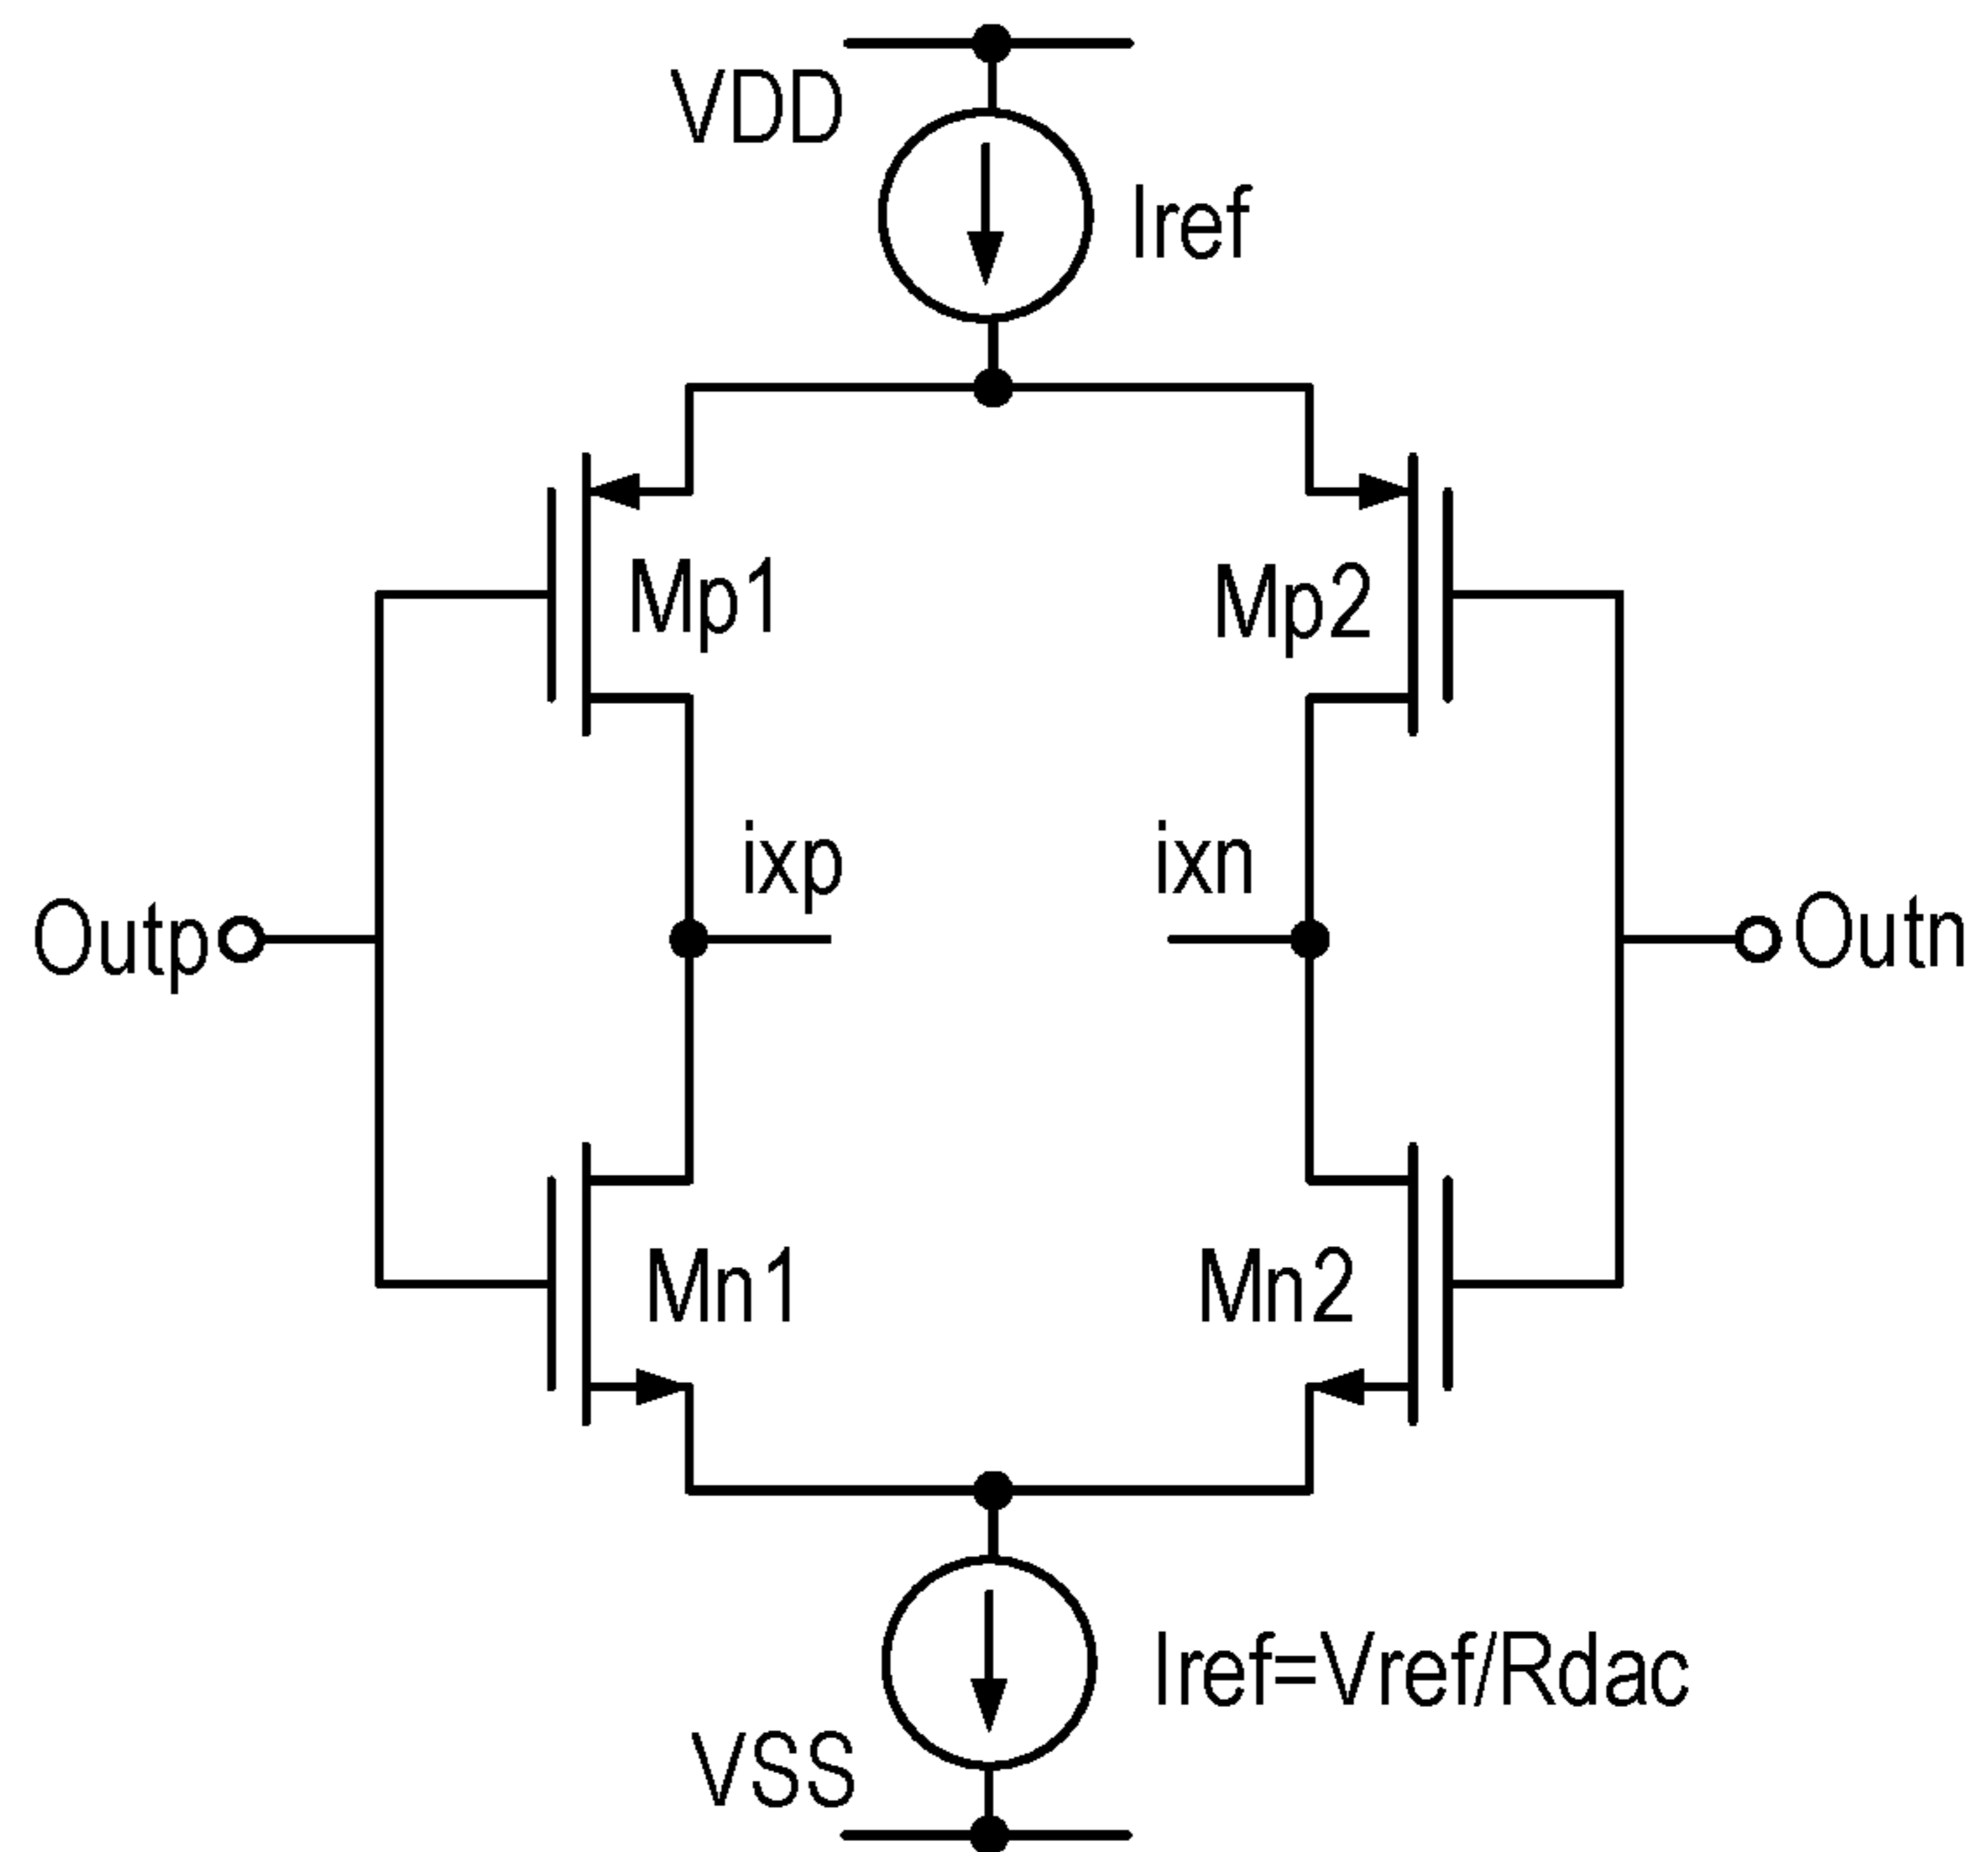 VDD
Iref
Mp1
Mp2
ixp
ixn
Outp
Outn
Mn1
Mn2
Iref=Vref/Rdac
VSS